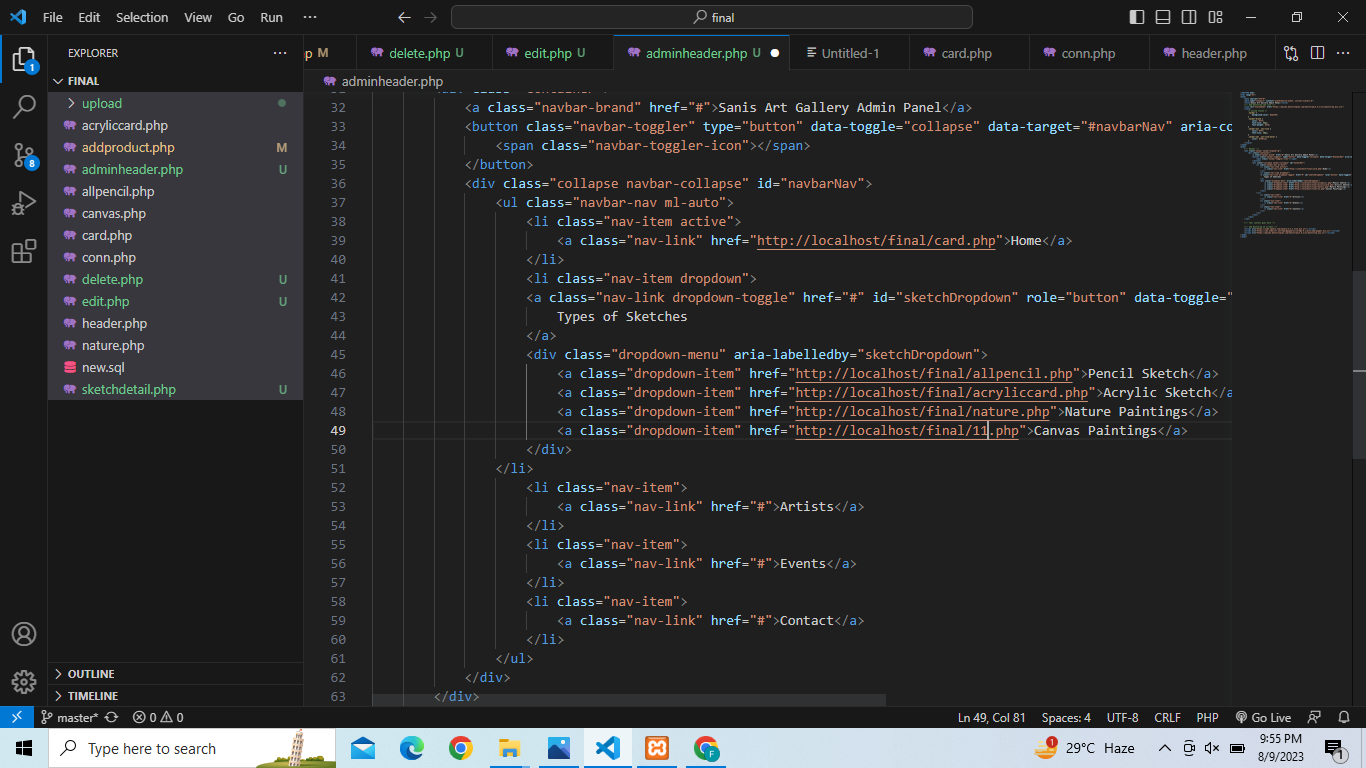 File Edit Selection View Go Run ··· final
EXPLORER ···
FINAL
upload
acryliccard.php
addproduct.php M
adminheader.php U
allpencil.php
canvas.php
card.php
conn.php
delete.php U
edit.php U
header.php
nature.php
new.sql
sketchdetail.php U
OUTLINE
TIMELINE
1
8
p M delete.php U edit.php U adminheader.php U Untitled-1 card.php conn.php header.php ···
adminheader.php
32 <a class="navbar-brand" href="#">Sanis Art Gallery Admin Panel</a>
33 <button class="navbar-toggler" type="button" data-toggle="collapse" data-target="#navbarNav" aria-co
34 <span class="navbar-toggler-icon"></span>
35 </button>
36 <div class="collapse navbar-collapse" id="navbarNav">
37 <ul class="navbar-nav ml-auto">
38 <li class="nav-item active">
39 <a class="nav-link" href="http://localhost/final/card.php">Home</a>
40 </li>
41 <li class="nav-item dropdown">
42 <a class="nav-link dropdown-toggle" href="#" id="sketchDropdown" role="button" data-toggle="
43 Types of Sketches
44 </a>
45 <div class="dropdown-menu" aria-labelledby="sketchDropdown">
46 <a class="dropdown-item" href="http://localhost/final/allpencil.php">Pencil Sketch</a>
47 <a class="dropdown-item" href="http://localhost/final/acryliccard.php">Acrylic Sketch</a
48 <a class="dropdown-item" href="http://localhost/final/nature.php">Nature Paintings</a>
49 <a class="dropdown-item" href="http://localhost/final/11.php">Canvas Paintings</a>
50 </div>
51 </li>
52 <li class="nav-item">
53 <a class="nav-link" href="#">Artists</a>
54 </li>
55 <li class="nav-item">
56 <a class="nav-link" href="#">Events</a>
57 </li>
58 <li class="nav-item">
59 <a class="nav-link" href="#">Contact</a>
60 </li>
61 </ul>
62 </div>
63 </div>
master* 0 0 Ln 49, Col 81 Spaces: 4 UTF-8 CRLF PHP Go Live
Type here to search 1 29°C Haze 9:55 PM
8/9/2023 1